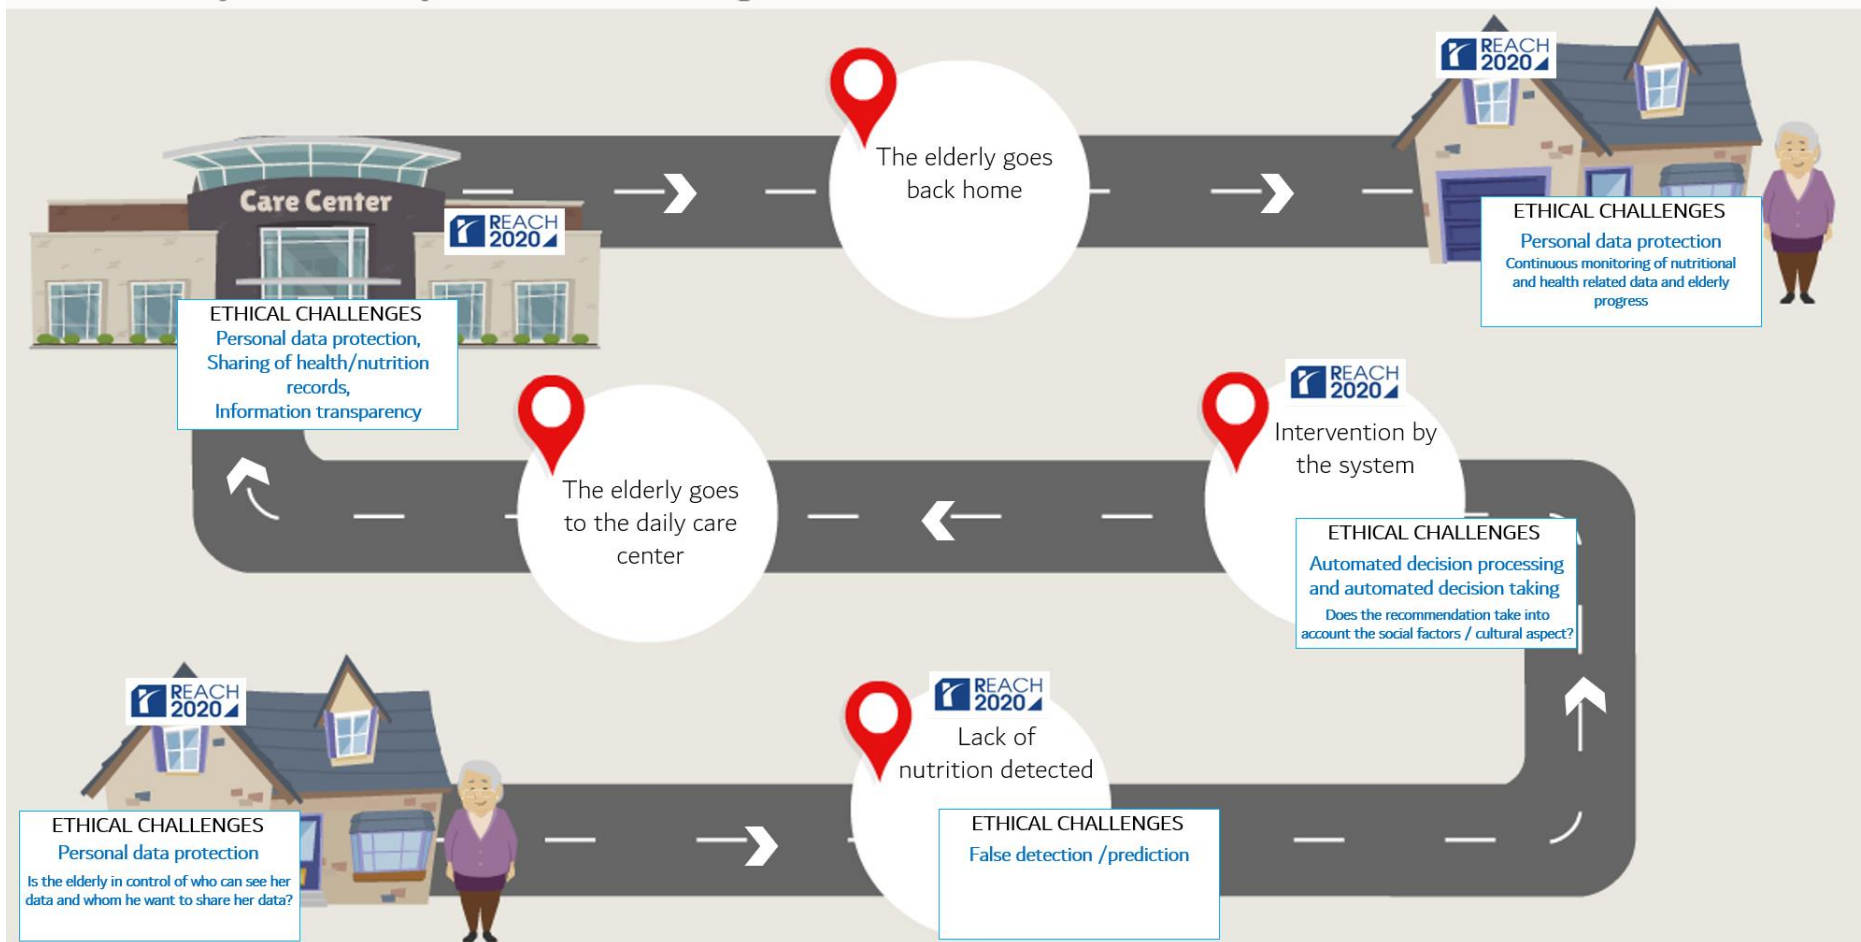 REACH
2020
The elderly goes
back home
Care Center
REACH
2020
ETHICAL CHALLENGES
Personal data protection
Continuous monitoring of nutritional
and health related data and elderly
progress
ETHICAL CHALLENGES
Personal data protection,
Sharing of health/nutrition
records,
Information transparency
REACH
2020
Intervention by
the system
The elderly goes
to the daily care
center
ETHICAL CHALLENGES
Automated decision processing
and automated decision taking
Does the recommendation take into
account the social factors / cultural aspect?
REACH
2020
REACH
2020
Lack of
nutrition detected
ETHICAL CHALLENGES
Personal data protection
Is the elderly in control of who can see her
data and whom he want to share her data?
ETHICAL CHALLENGES
False detection /prediction